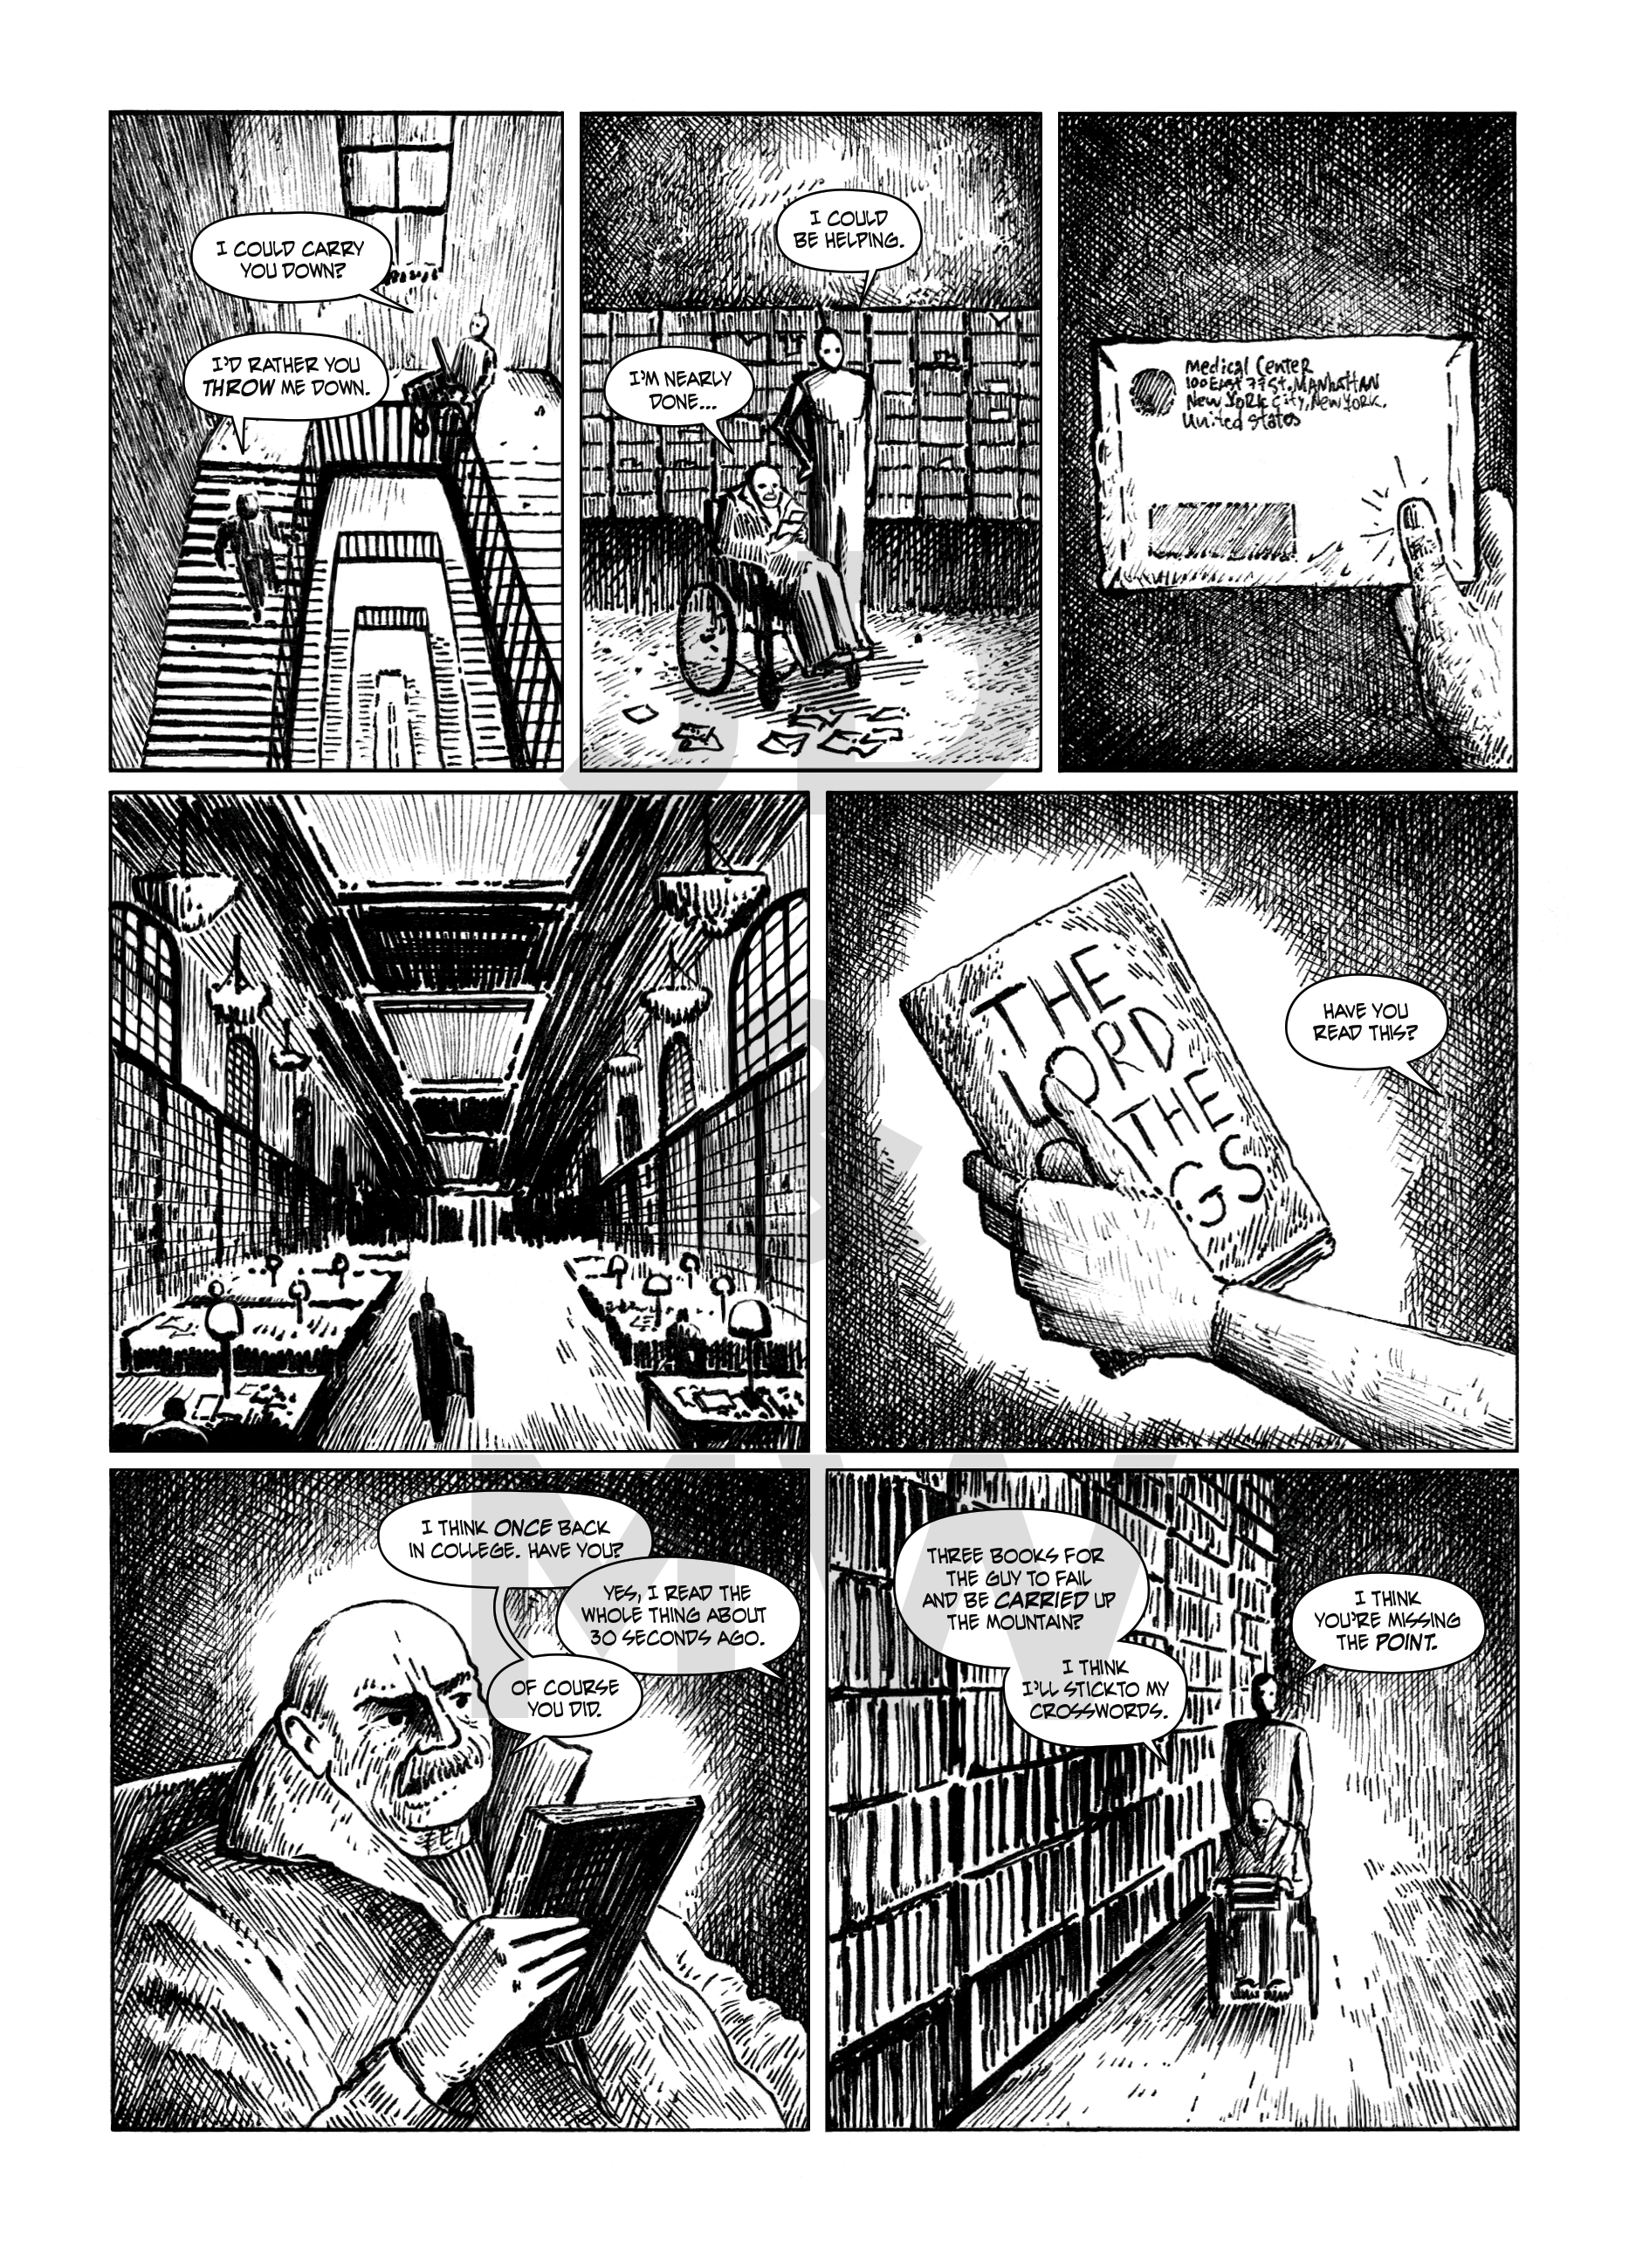 I COULD CARRY
YOU DOWN?
I'D RATHER YOU
THROW ME DOWN.
I COULD
BE HELPING.
I'M NEARLY
DONE...
Medical Center
100 East 77 St, MANHATTAN
New York City, New York.
United States
THE
LORD
O THE
GS
HAVE YOU
READ THIS?
I THINK ONCE BACK
IN COLLEGE. HAVE YOU?
YES, I READ THE
WHOLE THING ABOUT
30 SECONDS AGO.
OF COURSE
YOU DID.
THREE BOOKS FOR
THE GUY TO FAIL
AND BE CARRIED UP
THE MOUNTAIN?
I THINK
I'LL STICKTO MY
CROSSWORDS.
I THINK
YOU'RE MISSING
THE POINT.
JD
&
MW